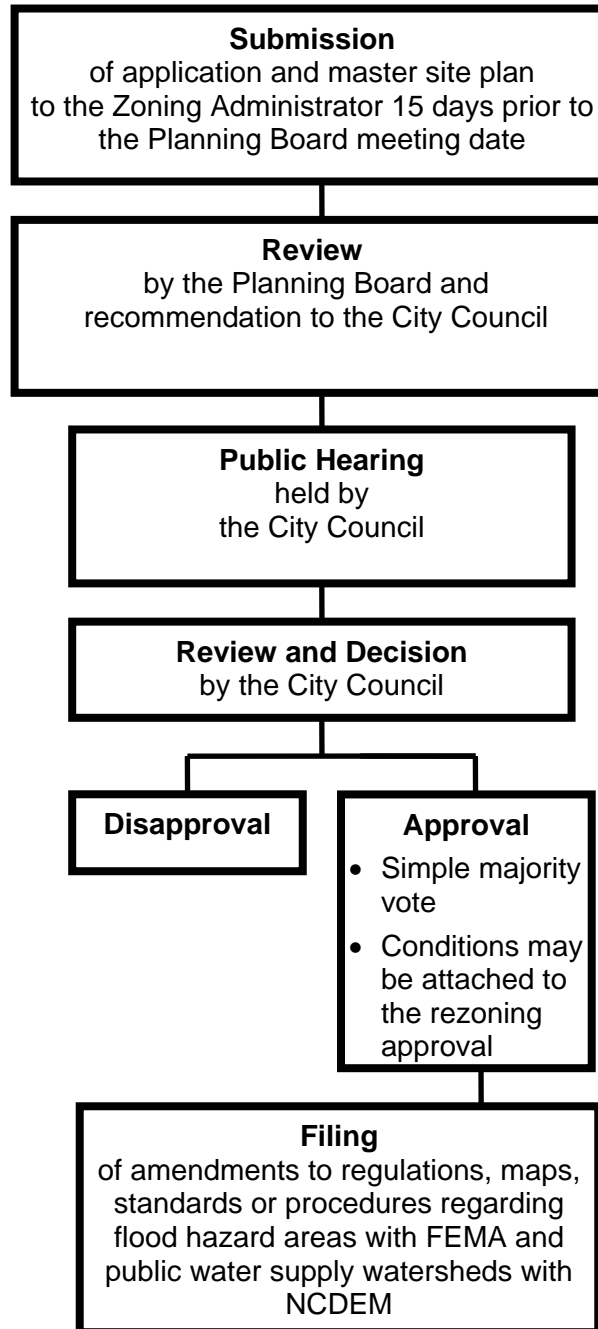 Submission
of application and master site plan
to the Zoning Administrator 15 days prior to
the Planning Board meeting date
Review
by the Planning Board and
recommendation to the City Council
Public Hearing
held by
the City Council
Review and Decision
by the City Council
Disapproval
Approval
• Simple majority
vote
• Conditions may
be attached to
the rezoning
approval
Filing
of amendments to regulations, maps,
standards or procedures regarding
flood hazard areas with FEMA and
public water supply watersheds with
NCDEM